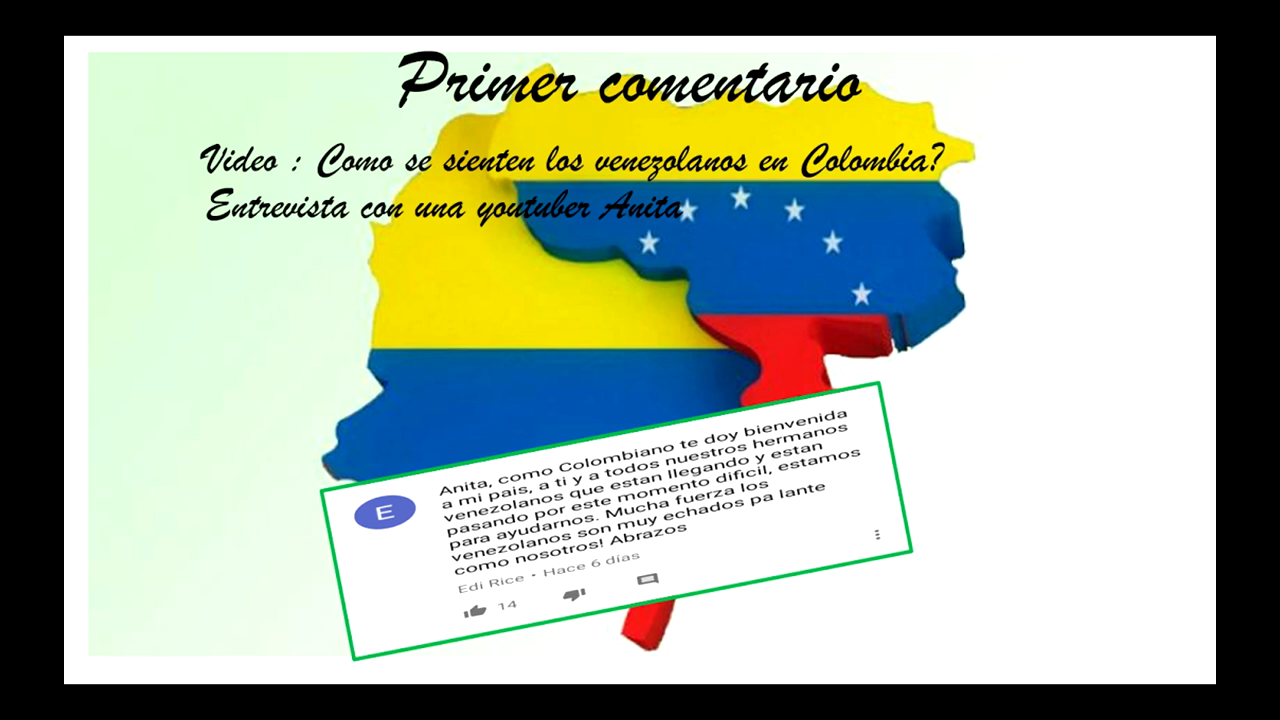 Primer comentario
Video : Como se sienten los venezolanos en Colombia?
Entrevista con una youtuber Anita
Anita, como Colombiano te doy bienvenida
a mi pais, a ti y a todos nuestros hermanos
venezolanos que estan llegando y estan
pasando por este momento dificil, estamos
para ayudarnos. Mucha fuerza los
venezolanos son muy echados pa lante
como nosotros! Abrazos
E
Edi Rice • Hace 6 días
14